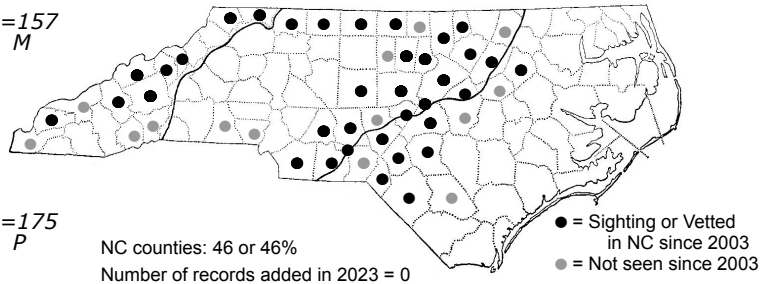 =157
M
=175
P
NC counties: 46 or 46%
Number of records added in 2023 = 0
= Sighting or Vetted
in NC since 2003
= Not seen since 2003